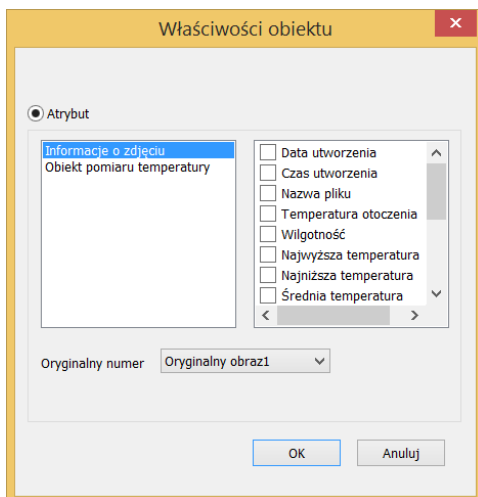 Właściwości obiektu
Atrybut
Informacje o zdjęciu
Obiekt pomiaru temperatury
Data utworzenia
Czas utworzenia
Nazwa pliku
Temperatura otoczenia
Wilgotność
Najwyższa temperatura
Najniższa temperatura
Średnia temperatura
Oryginalny numer
Oryginalny obraz1
OK
Anuluj